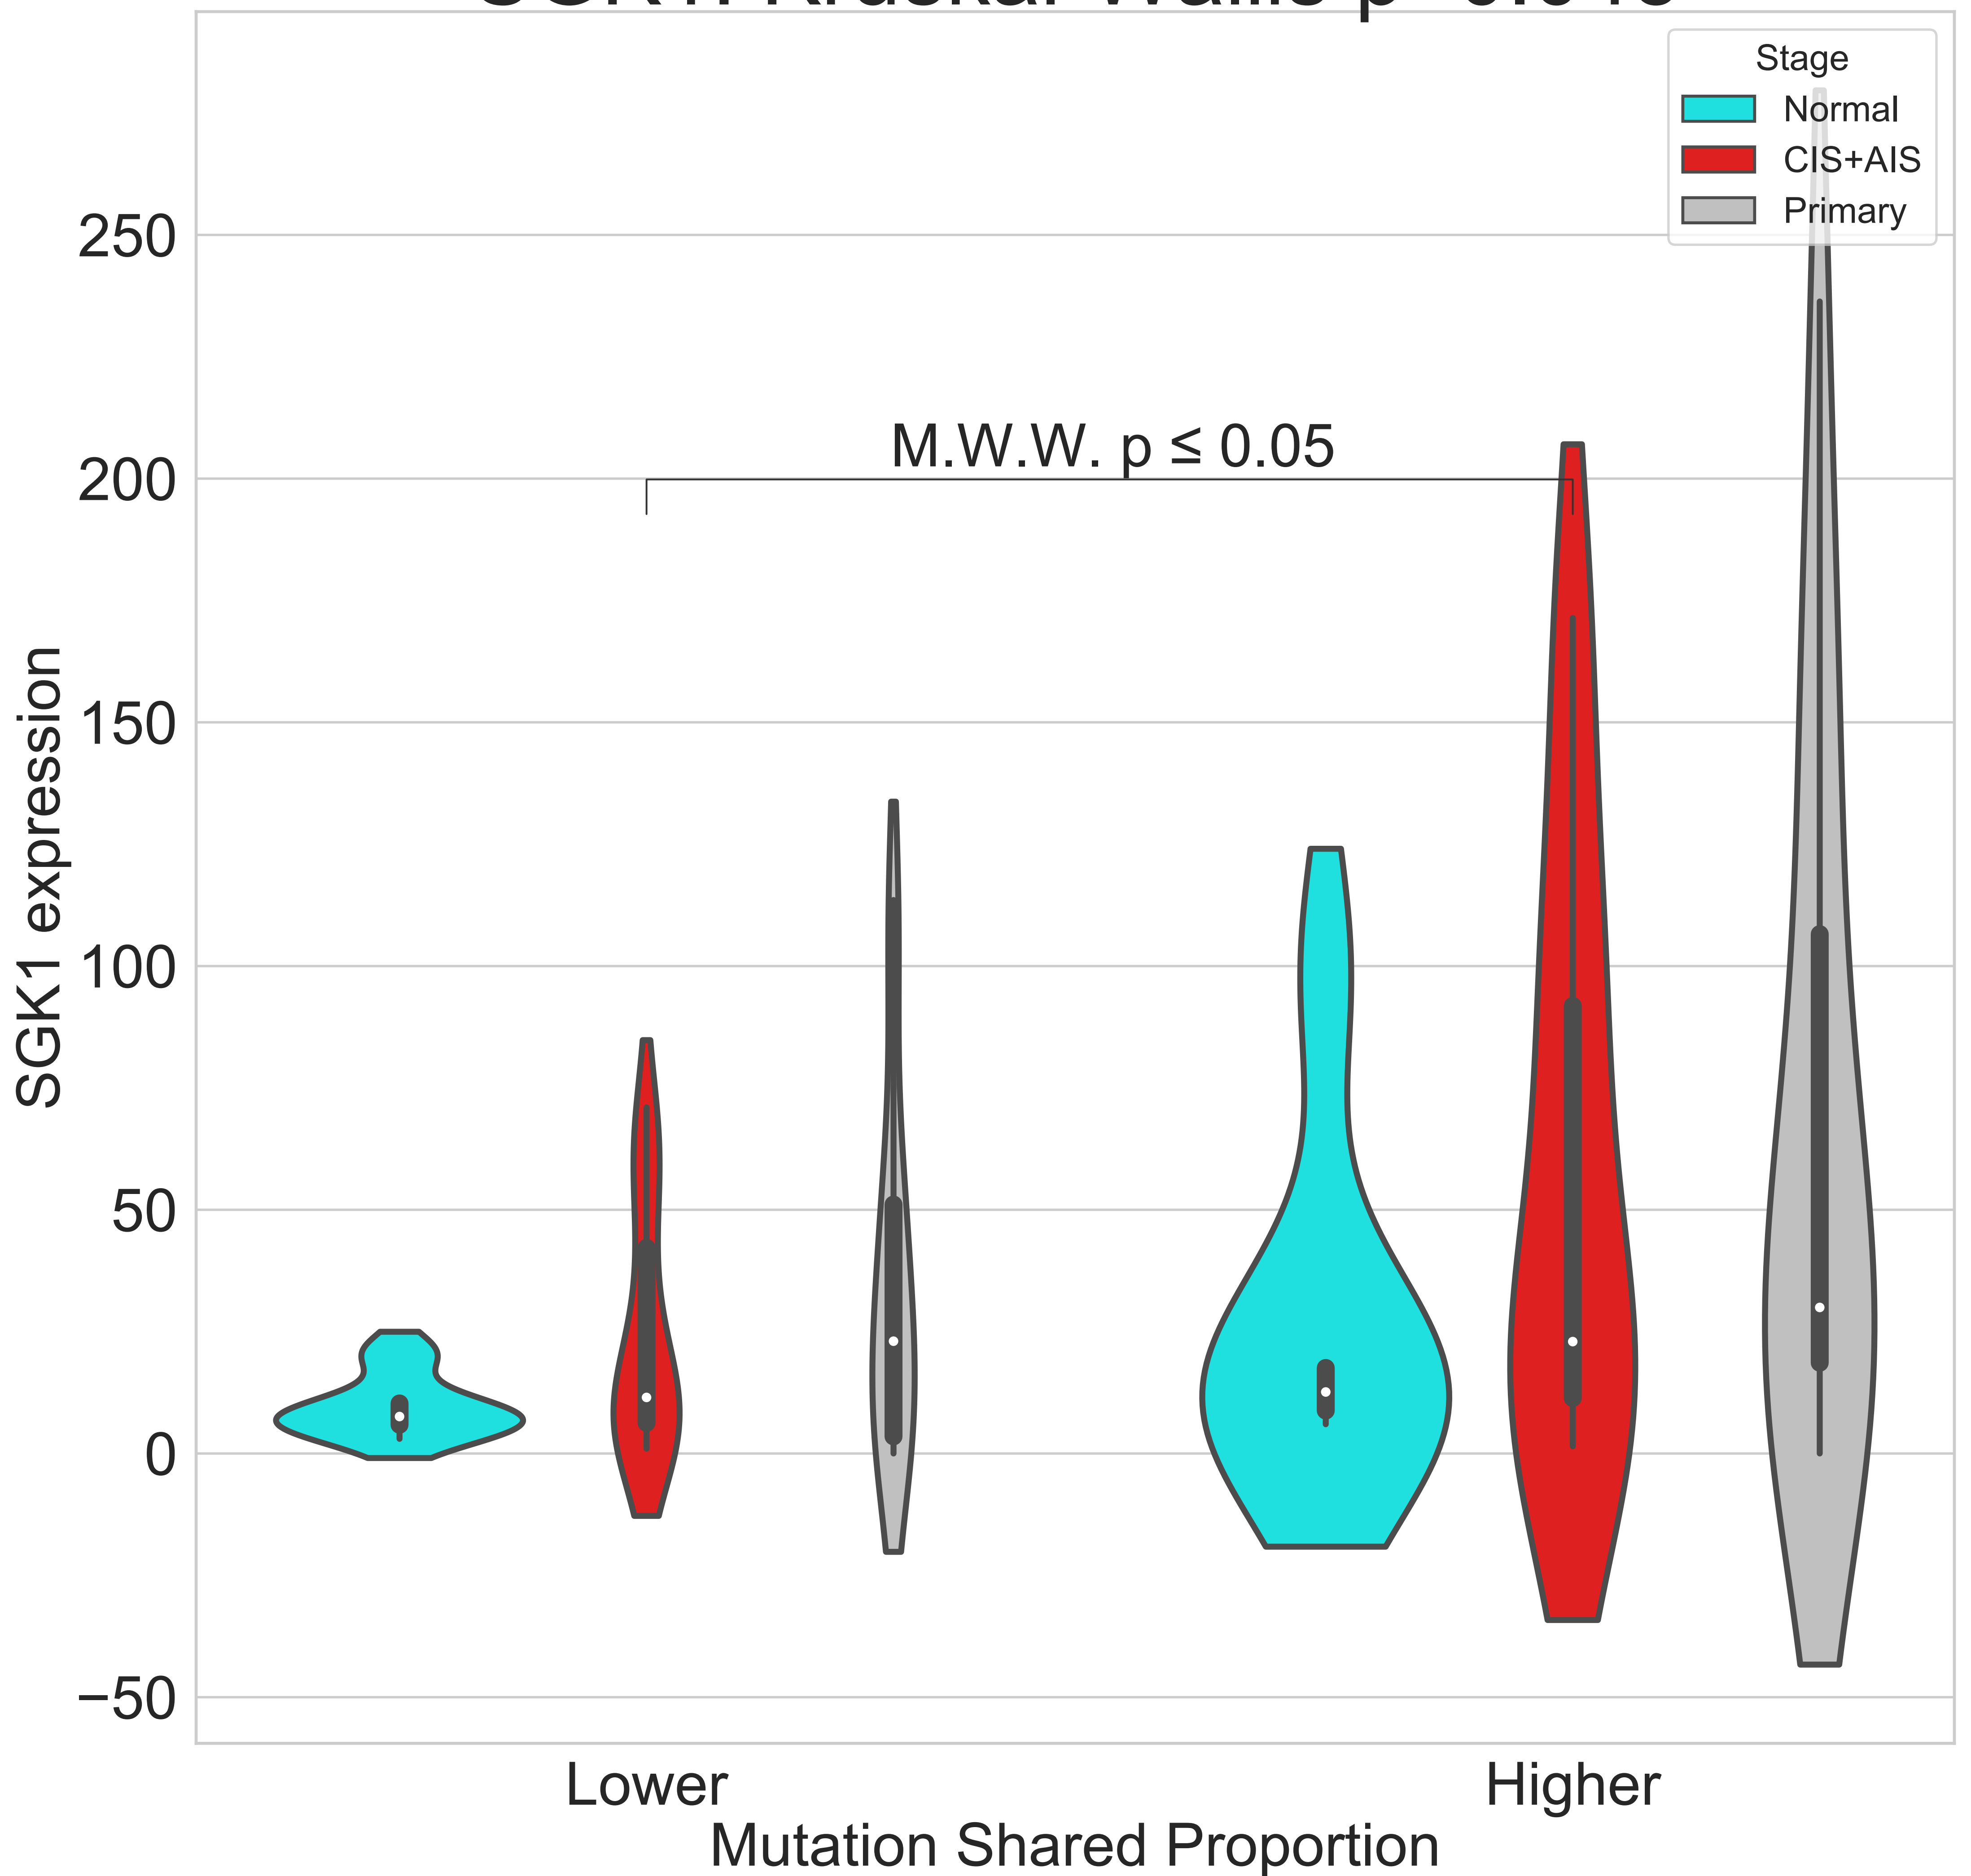 Stage
Normal
CIS+AIS
Primary
250
200
150
100
50
0
−50
M.W.W. p ≤ 0.05
SGK1 expression
Lower
Higher
Mutation Shared Proportion